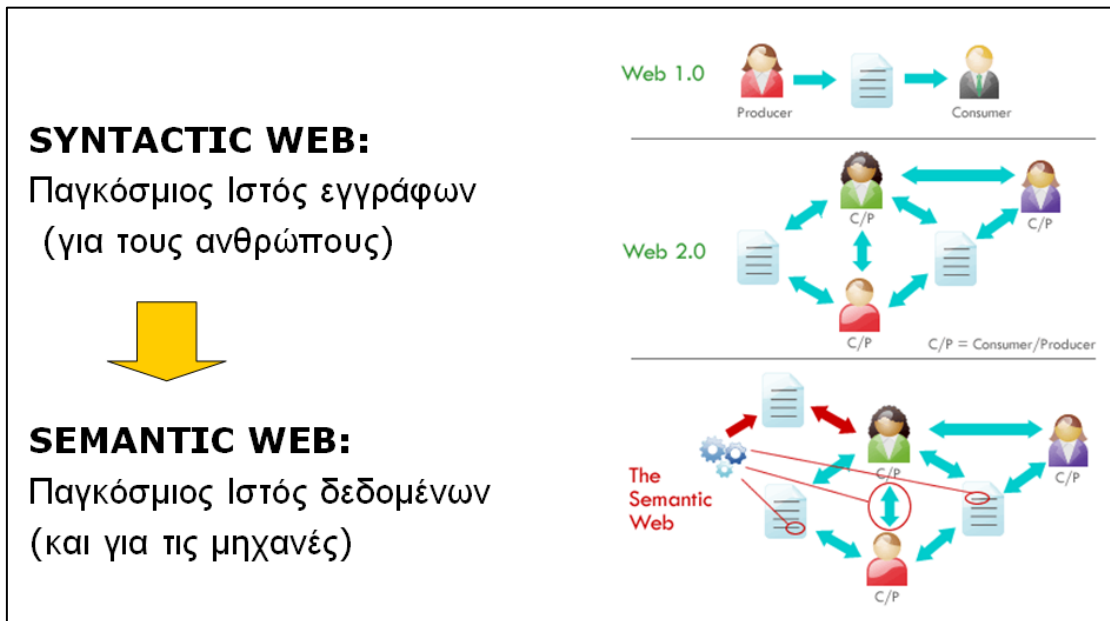 SYNTACTIC WEB:
Παγκόσμιος Ιστός εγγράφων
(για τους ανθρώπους)
SEMANTIC WEB:
Παγκόσμιος Ιστός δεδομένων
(και για τις μηχανές)
Web 1.0
Producer
Consumer
Web 2.0
C/P
C/P
C/P
C/P = Consumer/Producer
The
Semantic
Web
C/P
C/P
C/P